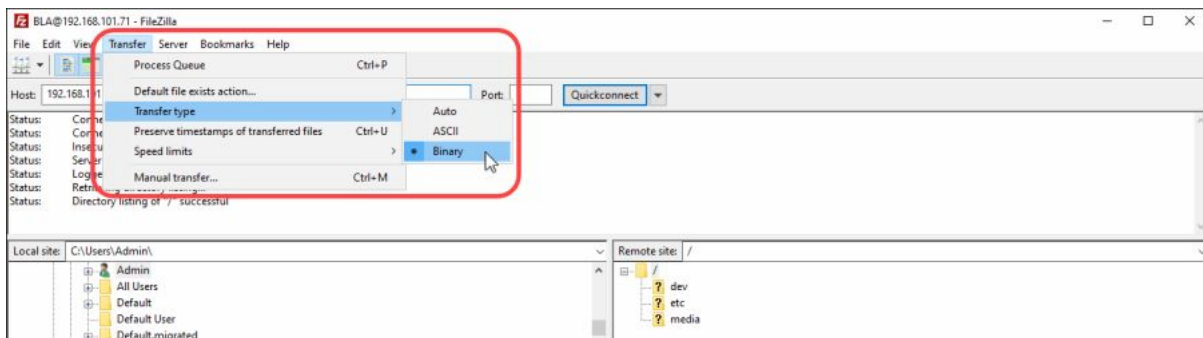 BLA@192.168.101.71 - FileZilla
File Edit View Transfer Server Bookmarks Help
Process Queue Ctrl+P
Default file exists action...
Host: 192.168.1 Port: Quickconnect
Transfer type Auto
Preserve timestamps of transferred files Ctrl+U ASCII
Speed limits Binary
Manual transfer... Ctrl+M
Status:
Status:
Status:
Status: Server
Status:
Status:
Status: Directory listing of "/" successful
Local site: C:\Users\Admin\ Remote site: /
Admin /
All Users dev
Default etc
Default User media
Default.migrated